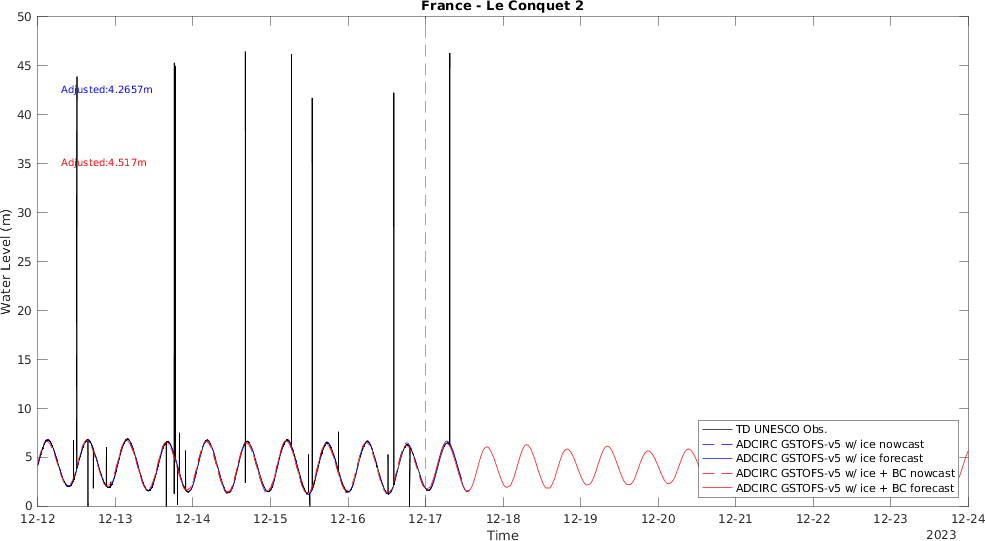 France - Le Conquet 2
50
45
40
35
30
25
20
15
10
5
0
Water Level (m)
Adjusted:4.2657m
Adjusted:4.517m
TD UNESCO Obs.
ADCIRC GSTOFS-v5 w/ ice nowcast
ADCIRC GSTOFS-v5 w/ ice forecast
ADCIRC GSTOFS-v5 w/ ice + BC nowcast
ADCIRC GSTOFS-v5 w/ ice + BC forecast
12-12 12-13 12-14 12-15 12-16 12-17 12-18 12-19 12-20 12-21 12-22 12-23 12-24
Time
2023